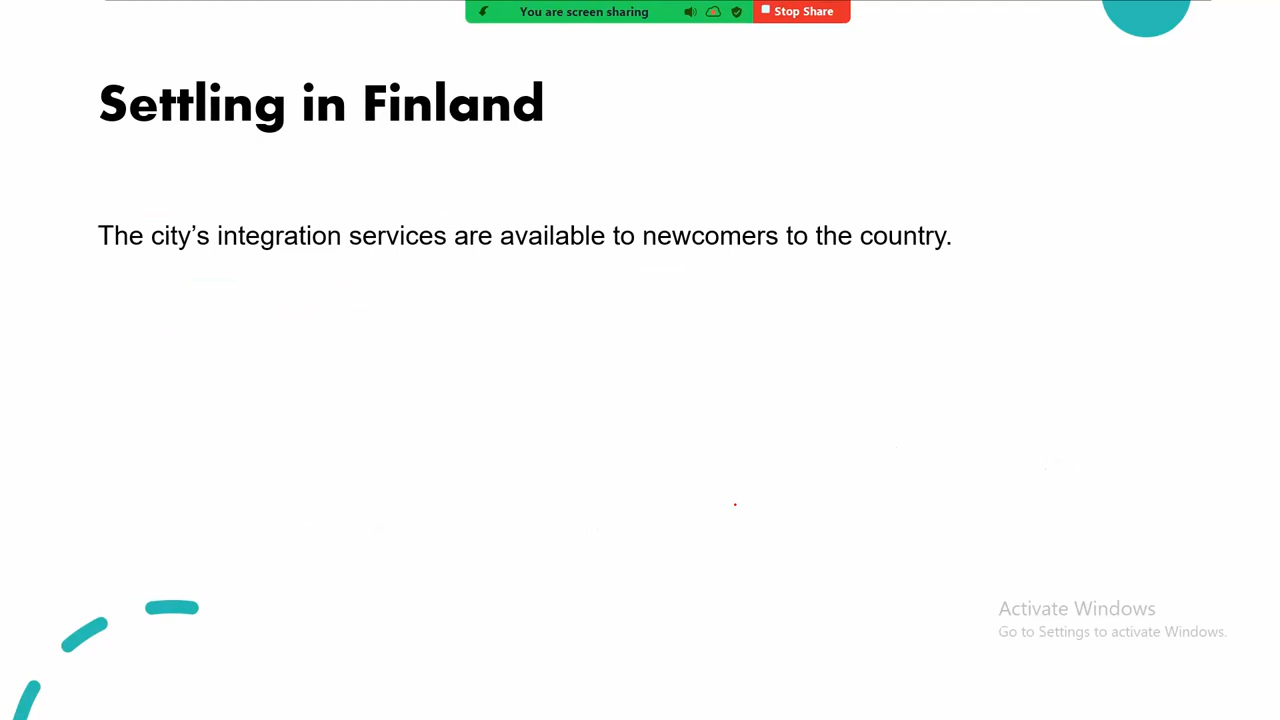 You are screen sharing
Stop Share
Settling in Finland
The city’s integration services are available to newcomers to the country.
Activate Windows
Go to Settings to activate Windows.